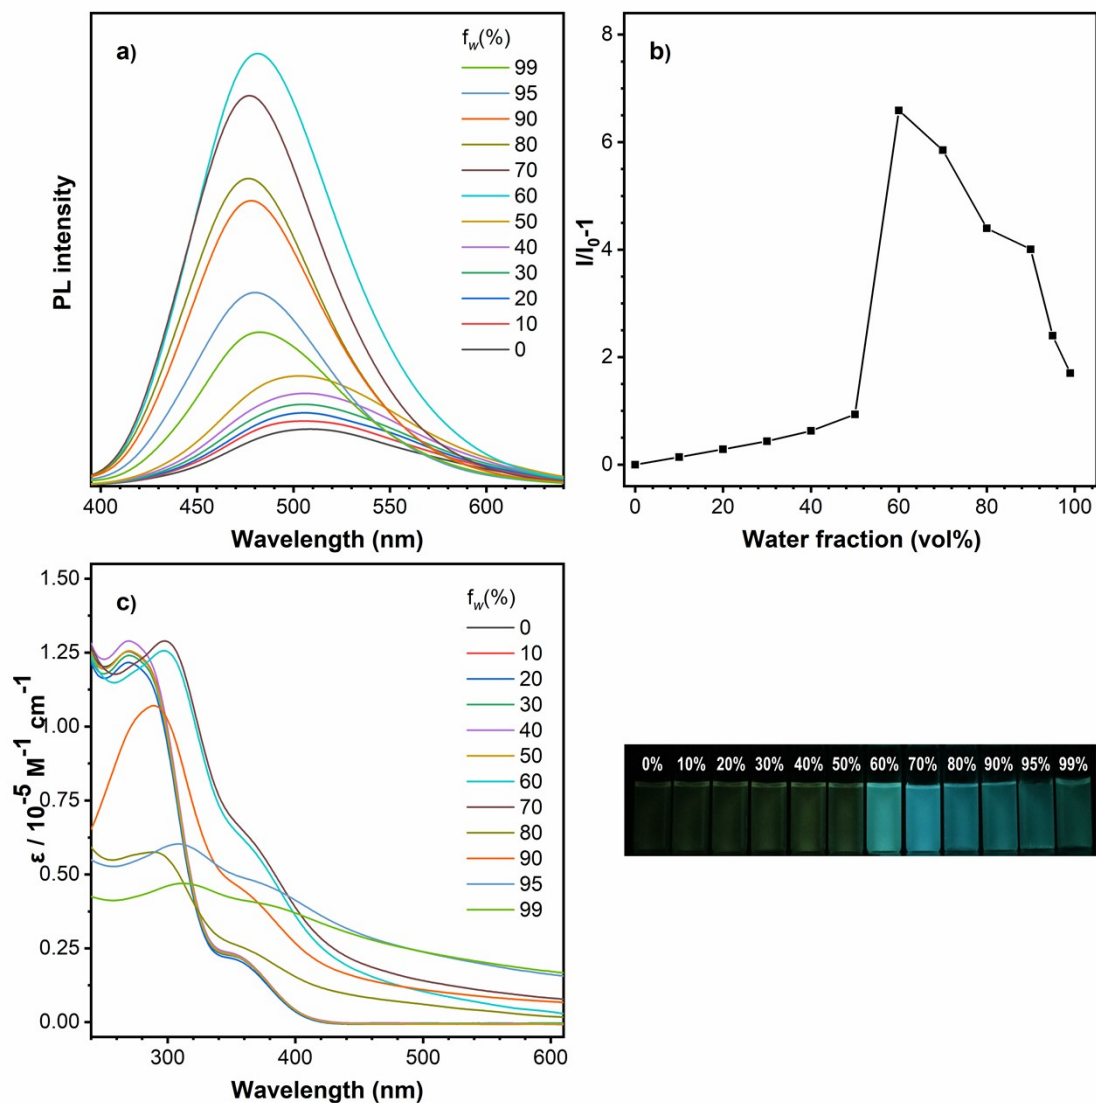 a)
f_w(%)
99
95
90
80
70
60
50
40
30
20
10
0
PL intensity
400 450 500 550 600
Wavelength (nm)
b)
8
6
4
2
0
I/I₀-1
0 20 40 60 80 100
Water fraction (vol%)
c)
f_w(%)
0
10
20
30
40
50
60
70
80
90
95
99
1.50
1.25
1.00
0.75
0.50
0.25
0.00
ε / 10⁻⁵ M⁻¹ cm⁻¹
300 400 500 600
Wavelength (nm)
0% 10% 20% 30% 40% 50% 60% 70% 80% 90% 95% 99%